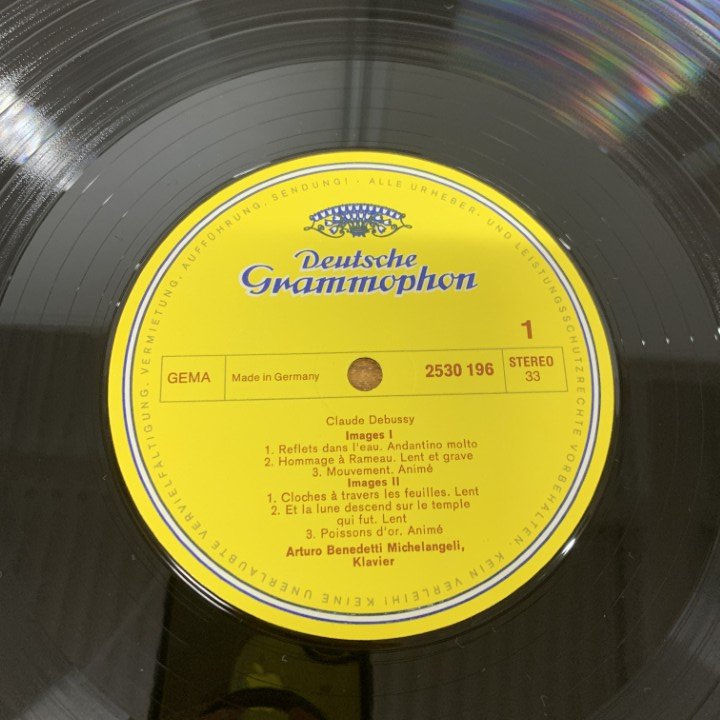 ALLE URHEBER- UND LEISTUNGSSCHUTZRECHTE VORBEHALTEN. KEIN VERLEIH! KEINE UNERLAUBTE VERVIELFÄLTIGUNG, VERMIETUNG, AUFFÜHRUNG, SENDUNG! -
Deutsche
Grammophon
1
GEMA
Made in Germany
2530 196
STEREO
33
Claude Debussy
Images I
1. Reflets dans l'eau. Andantino molto
2. Hommage à Rameau. Lent et grave
3. Mouvement. Animé
Images II
1. Cloches à travers les feuilles. Lent
2. Et la lune descend sur le temple
qui fut. Lent
3. Poissons d'or. Animé
Arturo Benedetti Michelangeli,
Klavier